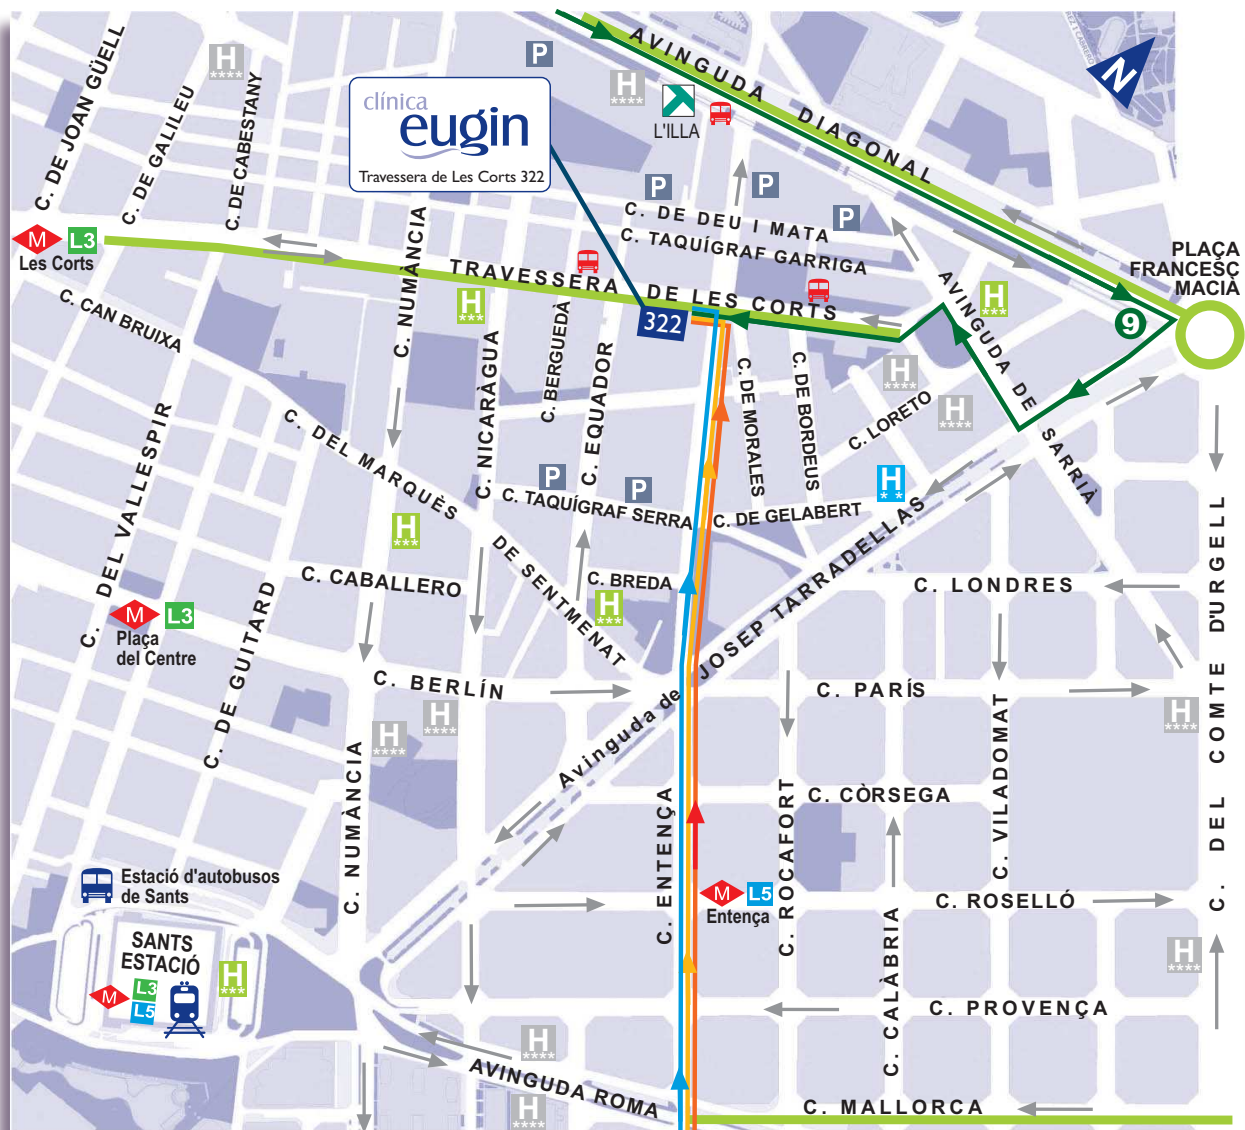 AVINGUDA DIAGONAL
C. DE JOAN GÜELL
C. DE GALILEU
C. DE CABESTANY
H
****
P
H
****
L'ILLA
N
clínica
eugin
Travessera de Les Corts 322
P
P
P
C. DE DEU I MATA
C. TAQUÍGRAF GARRIGA
M L3
Les Corts
C. NUMÀNCIA
TRAVESSERA DE LES CORTS
322
PLAÇA
FRANCESC
MACIÀ
9
AVINGUDA DE SARRIÀ
H
***
H
***
C. CAN BRUIXA
C. NICARÀGUA
C. BERGUEDÀ
C. EQUADOR
C. DE MORALES
C. DE BORDEUS
C. LORETO
H
****
H
****
C. DEL VALLESPIR
C. DEL MARQUÈS DE SENTMENAT
P
P
C. TAQUÍGRAF SERRA
C. DE GELABERT
H
**
H
***
C. CABALLERO
C. BREDA
H
***
C. LONDRES
C. DEL COMTE D'URGELL
M L3
Plaça
del Centre
C. DE GUITARD
C. BERLÍN
Avinguda de JOSEP TARRADELLAS
C. PARÍS
H
****
H
****
H
****
C. NUMÀNCIA
C. ENTENÇA
C. ROCAFORT
C. CÒRSEGA
C. VILADOMAT
Estació d'autobusos
de Sants
M L5
Entença
C. ROSELLÓ
C. CALÀBRIA
SANTS
ESTACIÓ
M L3
L5
H
***
H
****
C. PROVENÇA
H
****
AVINGUDA ROMA
H
****
C. MALLORCA